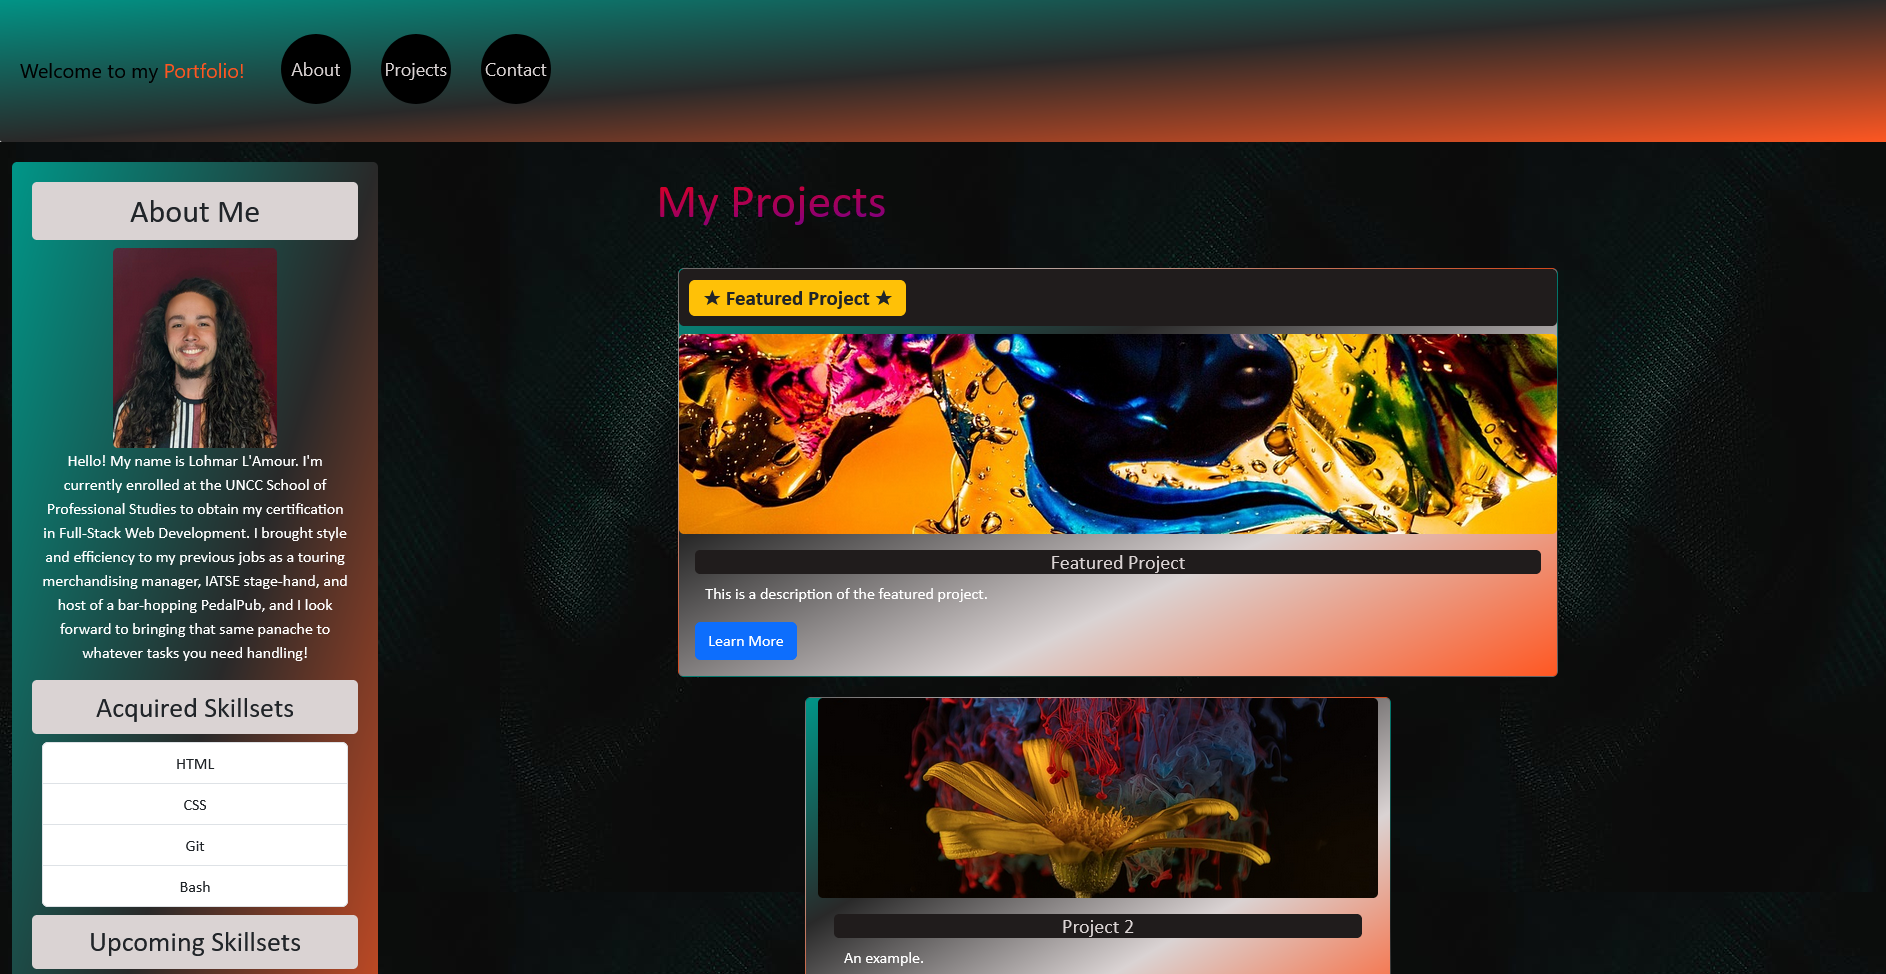 Welcome to my Portfolio!
About
Projects
Contact
About Me
Hello! My name is Lohmar L'Amour. I'm
currently enrolled at the UNCC School of
Professional Studies to obtain my certification
in Full-Stack Web Development. I brought style
and efficiency to my previous jobs as a touring
merchandising manager, IATSE stage-hand, and
host of a bar-hopping PedalPub, and I look
forward to bringing that same panache to
whatever tasks you need handling!
Acquired Skillsets
HTML
CSS
Git
Bash
Upcoming Skillsets
My Projects
★ Featured Project ★
Featured Project
This is a description of the featured project.
Learn More
Project 2
An example.